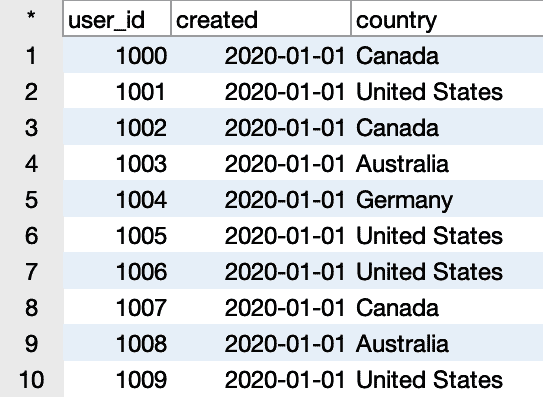 * user_id created country
1 1000 2020-01-01 Canada
2 1001 2020-01-01 United States
3 1002 2020-01-01 Canada
4 1003 2020-01-01 Australia
5 1004 2020-01-01 Germany
6 1005 2020-01-01 United States
7 1006 2020-01-01 United States
8 1007 2020-01-01 Canada
9 1008 2020-01-01 Australia
10 1009 2020-01-01 United States